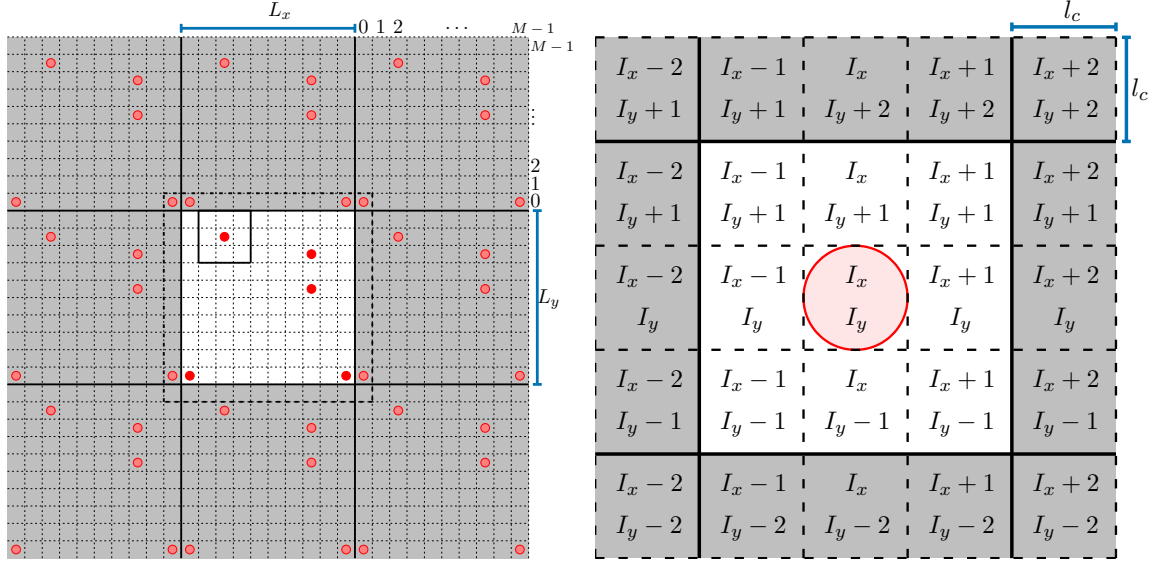 L_x
0 1 2 ⋯ M − 1
M − 1
⋮
2
1
0
L_y
l_c
l_c
I_x − 2 I_x − 1 I_x I_x + 1 I_x + 2
I_y + 1 I_y + 1 I_y + 2 I_y + 2 I_y + 2
I_x − 2 I_x − 1 I_x I_x + 1 I_x + 2
I_y + 1 I_y + 1 I_y + 1 I_y + 1 I_y + 1
I_x − 2 I_x − 1 I_x I_x + 1 I_x + 2
I_y I_y I_y I_y I_y
I_x − 2 I_x − 1 I_x I_x + 1 I_x + 2
I_y − 1 I_y − 1 I_y − 1 I_y − 1 I_y − 1
I_x − 2 I_x − 1 I_x I_x + 1 I_x + 2
I_y − 2 I_y − 2 I_y − 2 I_y − 2 I_y − 2